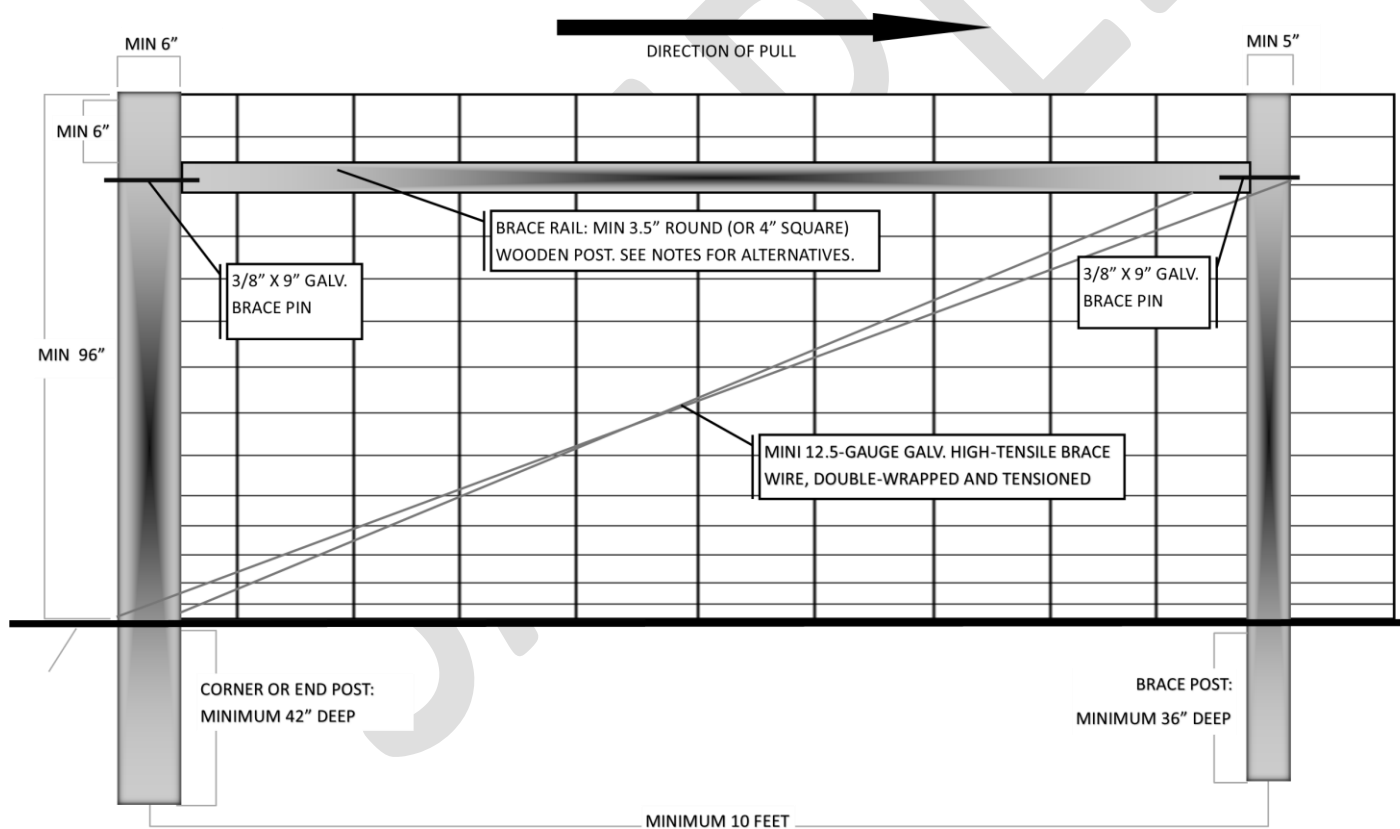 DIRECTION OF PULL
MIN 6”
MIN 5”
MIN 6”
BRACE RAIL: MIN 3.5” ROUND (OR 4” SQUARE)
WOODEN POST. SEE NOTES FOR ALTERNATIVES.
3/8” X 9” GALV.
BRACE PIN
3/8” X 9” GALV.
BRACE PIN
MIN 96”
MINI 12.5-GAUGE GALV. HIGH-TENSILE BRACE
WIRE, DOUBLE-WRAPPED AND TENSIONED
CORNER OR END POST:
MINIMUM 42” DEEP
BRACE POST:
MINIMUM 36” DEEP
MINIMUM 10 FEET